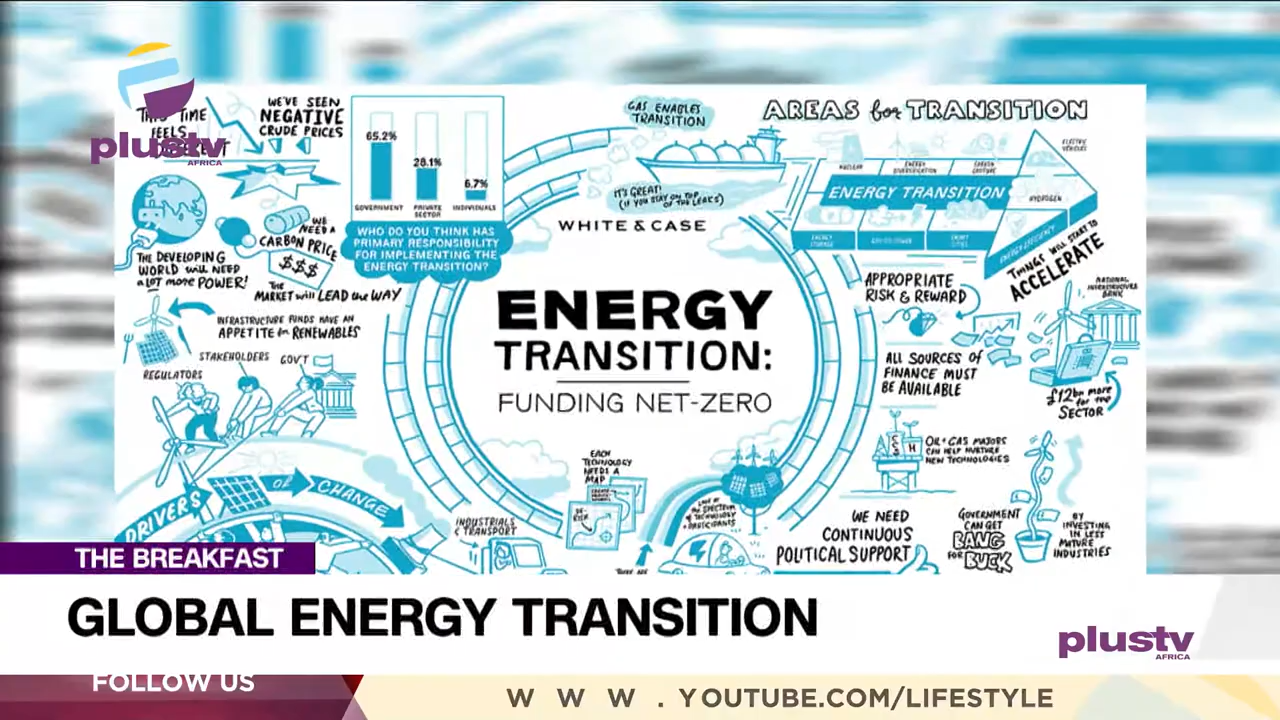 THIS TIME
FEELS
plustv
AFRICA
WE'VE SEEN
NEGATIVE
CRUDE PRICES
65.2%
28.1%
6.7%
GOVERNMENT
PRIVATE
SECTOR
INDIVIDUALS
WHO DO YOU THINK HAS
PRIMARY RESPONSIBILITY
FOR IMPLEMENTING THE
ENERGY TRANSITION?
WE
NEED A
CARBON PRICE
$$$
THE DEVELOPING
WORLD will NEED
a LOT more POWER!
THE
MARKET will LEAD the WAY
INFRASTRUCTURE FUNDS HAVE AN
APPETITE for RENEWABLES
STAKEHOLDERS
GOV'T
REGULATORS
DRIVERS of CHANGE
GAS ENABLES
TRANSITION
IT'S GREAT!
(IF YOU STAY ON TOP
OF THE LEAKS)
WHITE & CASE
ENERGY
TRANSITION:
FUNDING NET-ZERO
EACH
TECHNOLOGY
NEEDS A
MAP
INDUSTRIALS
& TRANSPORT
THERE ARE
AREAS for TRANSITION
NUCLEAR
ENERGY
DIVERSIFICATION
CARBON
CAPTURE
ELECTRIC
VEHICLES
ENERGY TRANSITION
HYDROGEN
ENERGY
STORAGE
ENERGY EFFICIENCY
THINGS WILL START TO
ACCELERATE
APPROPRIATE
RISK & REWARD
NATIONAL
INFRASTRUCTURE
BANK
ALL SOURCES of
FINANCE MUST
BE AVAILABLE
£12bn more
for the
SECTOR
OIL + GAS MAJORS
CAN HELP NURTURE
NEW TECHNOLOGIES
WE NEED
CONTINUOUS
POLITICAL SUPPORT
GOVERNMENT
CAN GET
BANG
FOR BUCK
BY
INVESTING
IN LESS
MATURE
INDUSTRIES
THE BREAKFAST
GLOBAL ENERGY TRANSITION
plustv
AFRICA
FOLLOW US
WWW.YOUTUBE.COM/LIFESTYLE